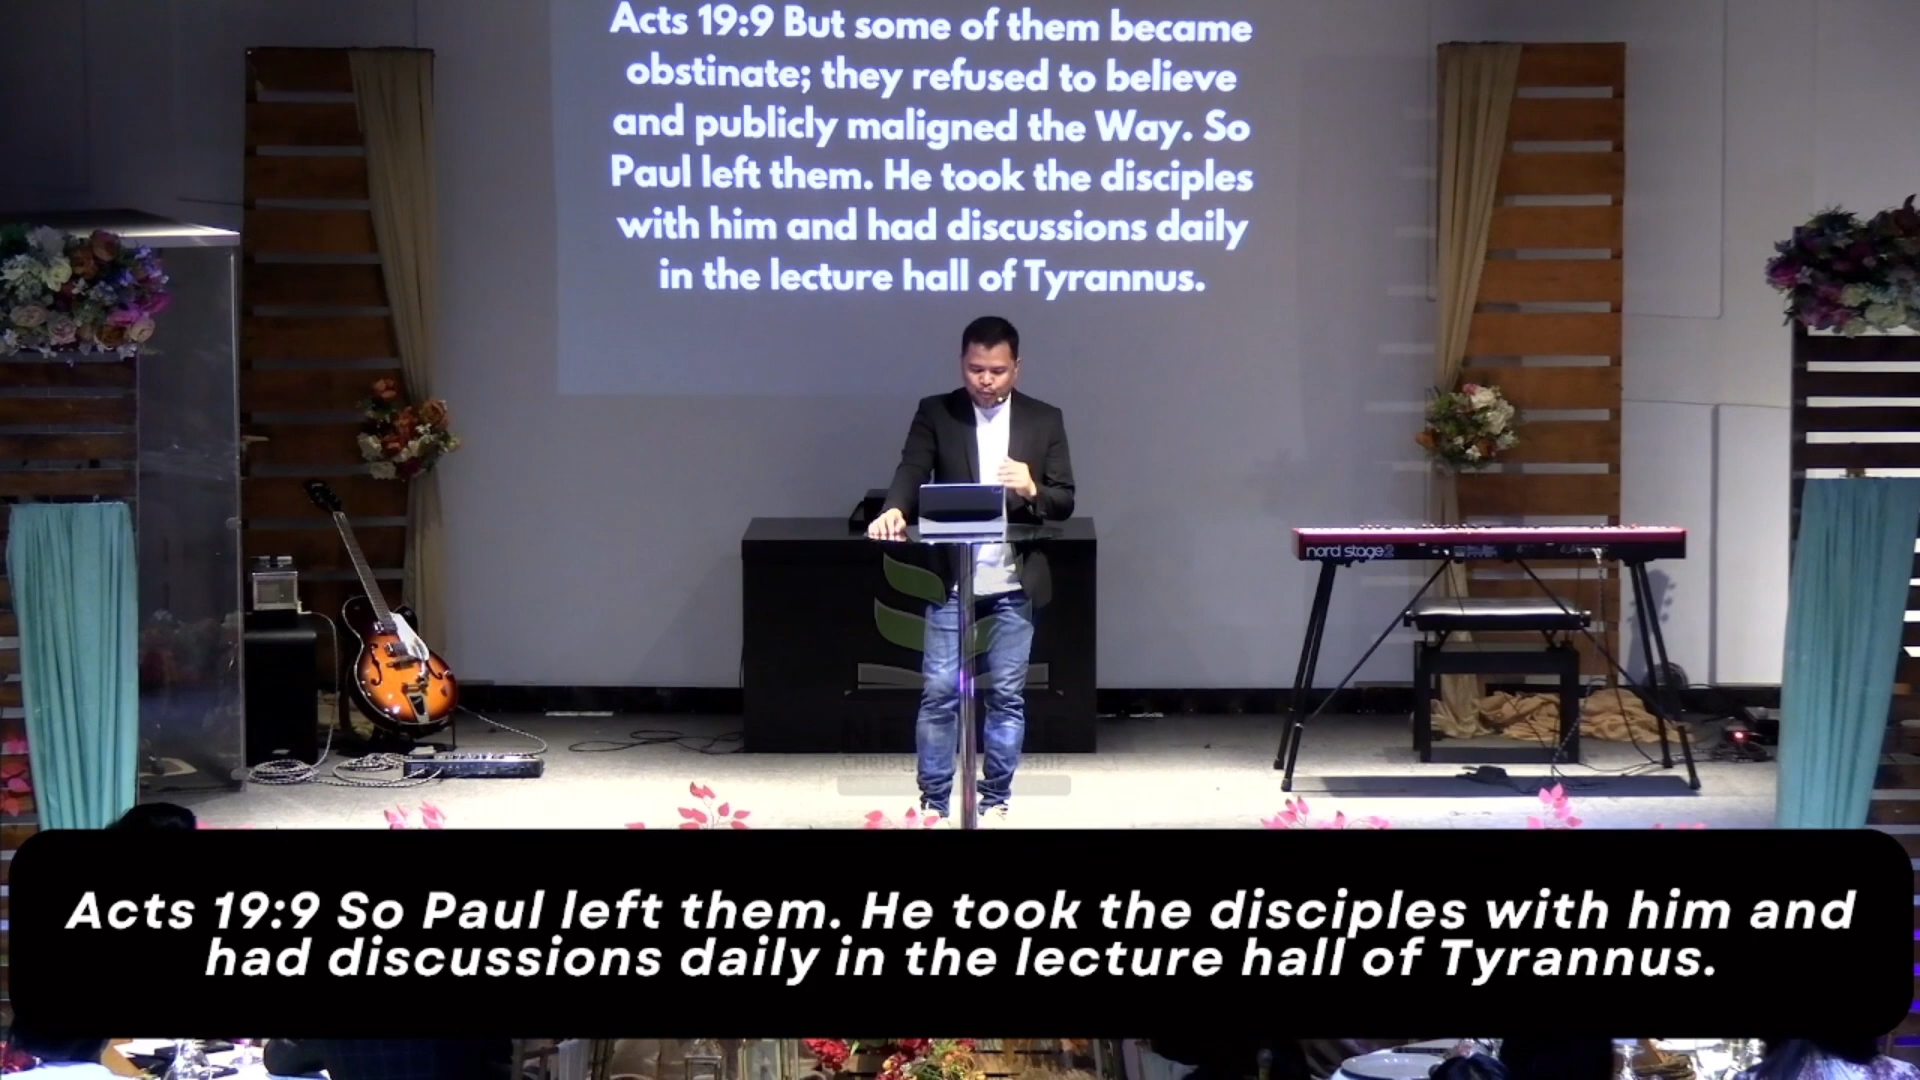 Acts 19:9 But some of them became
obstinate; they refused to believe
and publicly maligned the Way. So
Paul left them. He took the disciples
with him and had discussions daily
in the lecture hall of Tyrannus.
nord stage 2
Acts 19:9 So Paul left them. He took the disciples with him and
had discussions daily in the lecture hall of Tyrannus.